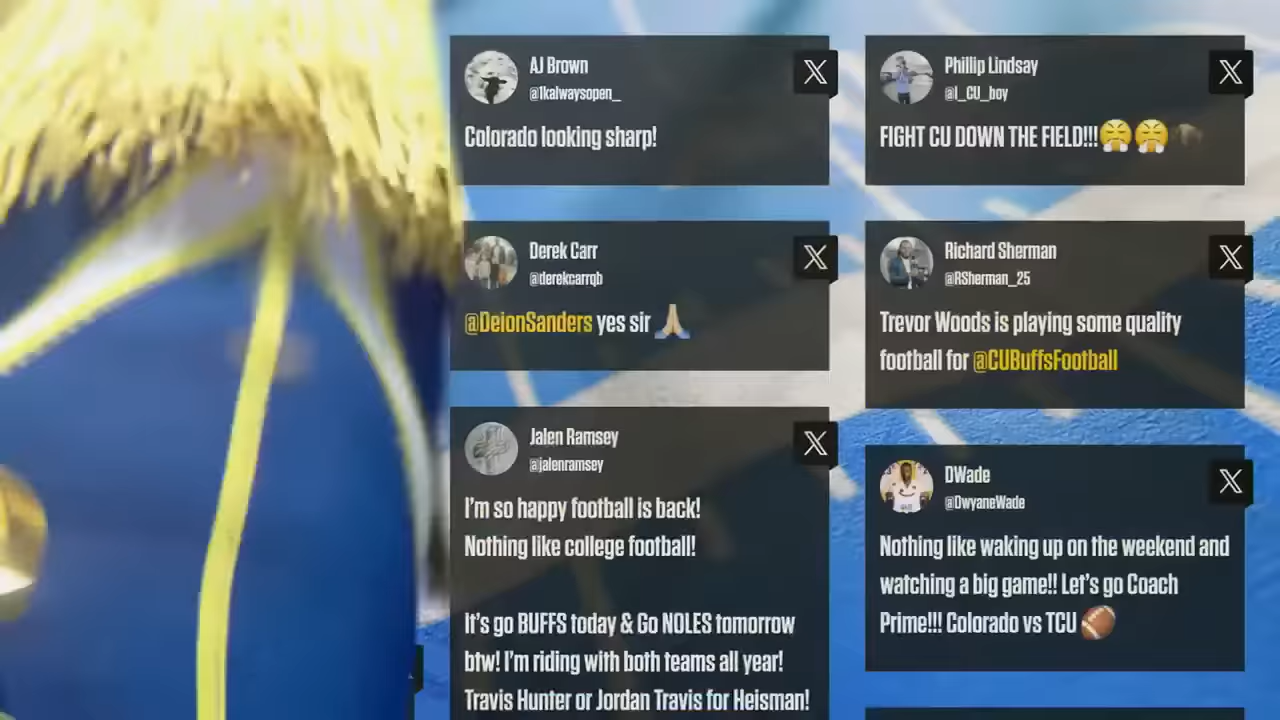 AJ Brown
@1kalwaysopen_
Colorado looking sharp!
Derek Carr
@derekcarrqb
@DeionSanders yes sir 🙏🏼
Jalen Ramsey
@jalenramsey
I'm so happy football is back!
Nothing like college football!
It's go BUFFS today & Go NOLES tomorrow
btw! I'm riding with both teams all year!
Travis Hunter or Jordan Travis for Heisman!
Phillip Lindsay
@I_CU_boy
FIGHT CU DOWN THE FIELD!!!😤😤🦬
Richard Sherman
@RSherman_25
Trevor Woods is playing some quality
football for @CUBuffsFootball
DWade
@DwyaneWade
Nothing like waking up on the weekend and
watching a big game!! Let's go Coach
Prime!!! Colorado vs TCU 🏈